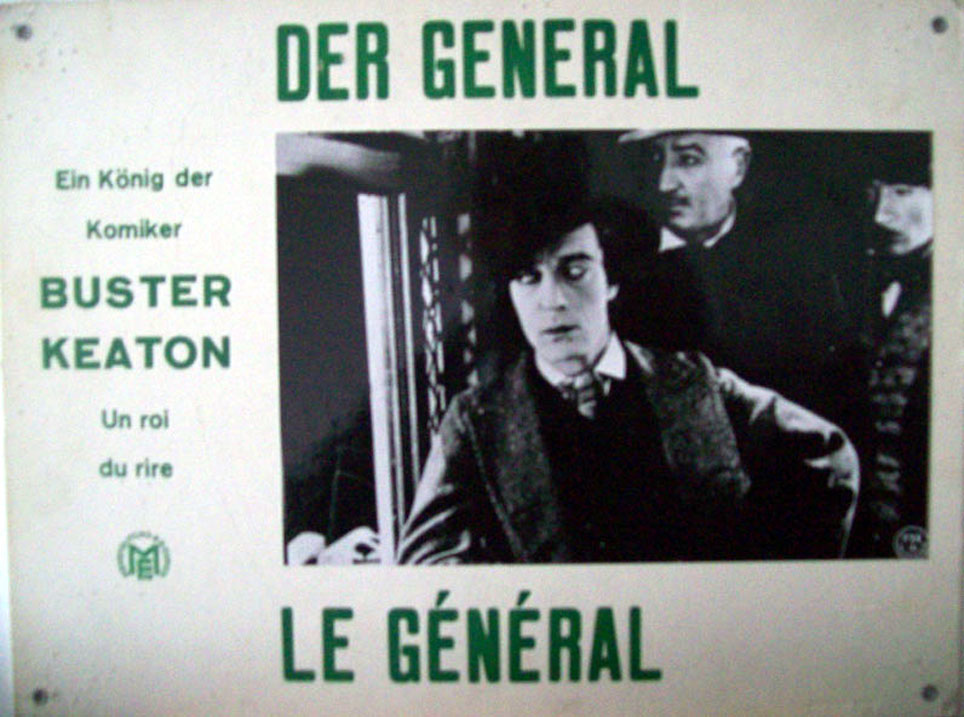 DER GENERAL
Ein König der
Komiker
BUSTER
KEATON
Un roi
du rire
LE GÉNÉRAL